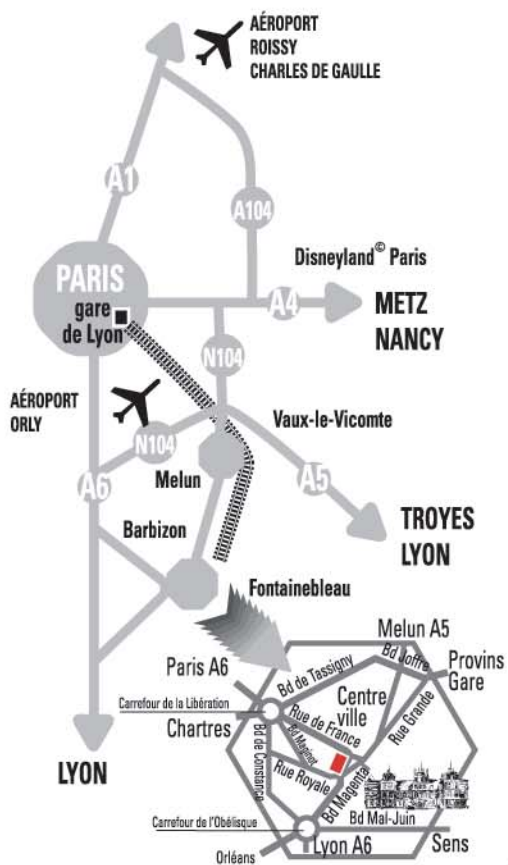 AÉROPORT
ROISSY
CHARLES DE GAULLE
A1
A104
Disneyland© Paris
PARIS
gare
de Lyon
A4
METZ
NANCY
N104
AÉROPORT
ORLY
N104
Vaux-le-Vicomte
A6
Melun
A5
Barbizon
TROYES
LYON
Fontainebleau
LYON
Melun A5
Paris A6
Bd de Tassigny
Bd Joffre
Provins
Gare
Carrefour de la Libération
Centre
ville
Chartres
Rue de France
Rue Grande
Bd Maginot
Bd de Constance
Rue Royale
Bd Magenta
Bd Mal-Juin
Carrefour de l'Obélisque
Orléans
Lyon A6
Sens